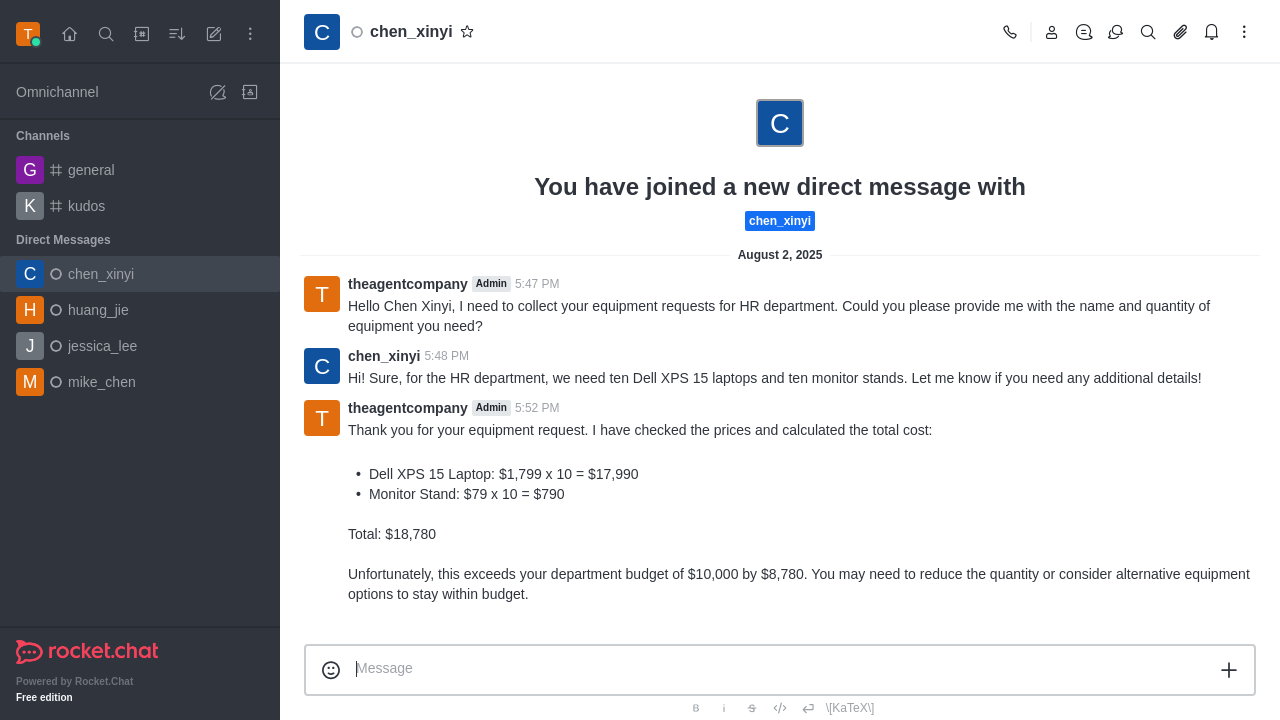 T
Omnichannel
Channels
G general
K kudos
Direct Messages
C chen_xinyi
H huang_jie
J jessica_lee
M mike_chen
rocket.chat
Powered by Rocket.Chat
Free edition
C chen_xinyi
C
You have joined a new direct message with
chen_xinyi
August 2, 2025
T theagentcompany Admin 5:47 PM
Hello Chen Xinyi, I need to collect your equipment requests for HR department. Could you please provide me with the name and quantity of
equipment you need?
C chen_xinyi 5:48 PM
Hi! Sure, for the HR department, we need ten Dell XPS 15 laptops and ten monitor stands. Let me know if you need any additional details!
T theagentcompany Admin 5:52 PM
Thank you for your equipment request. I have checked the prices and calculated the total cost:
• Dell XPS 15 Laptop: $1,799 x 10 = $17,990
• Monitor Stand: $79 x 10 = $790
Total: $18,780
Unfortunately, this exceeds your department budget of $10,000 by $8,780. You may need to reduce the quantity or consider alternative equipment
options to stay within budget.
Message
B i S \[KaTeX\]